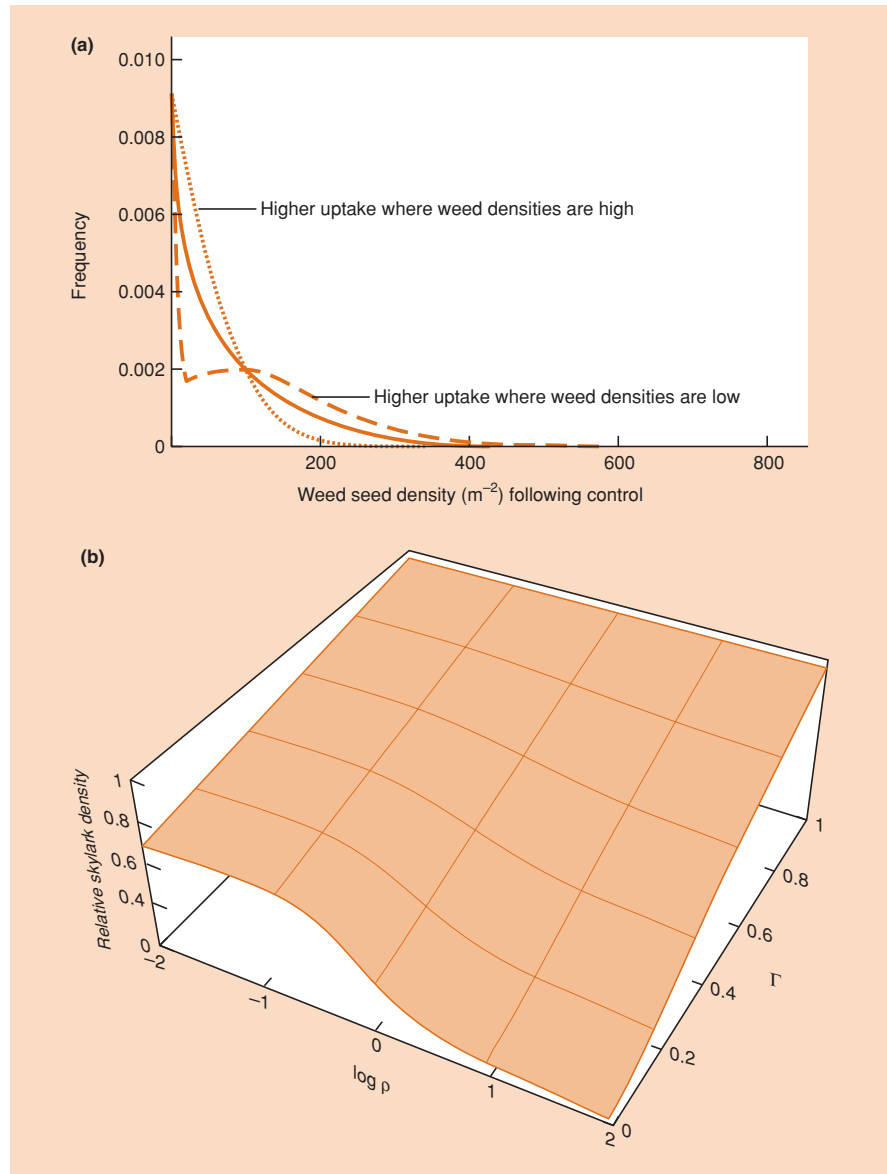 (a)
0.010
0.008
0.006
0.004
0.002
0
Frequency
Higher uptake where weed densities are high
Higher uptake where weed densities are low
200
400
600
800
Weed seed density (m⁻²) following control
(b)
Relative skylark density
1
0.8
0.6
0.4
0
–2
–1
0
1
2
log ρ
0
0.2
0.4
0.6
0.8
1
Γ